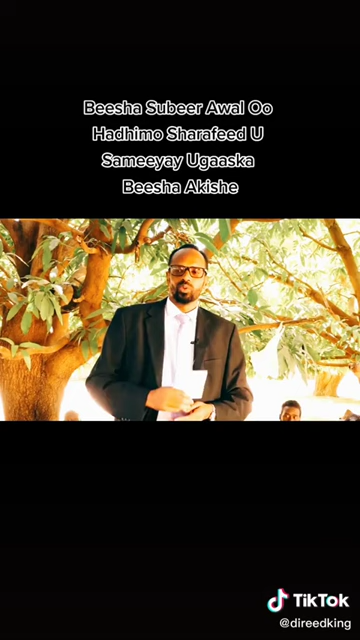 Beesha Subeer Awal Oo
Hadhimo Sharafeed U
Sameeyay Ugaaska
Beesha Akishe
TikTok
@direedking